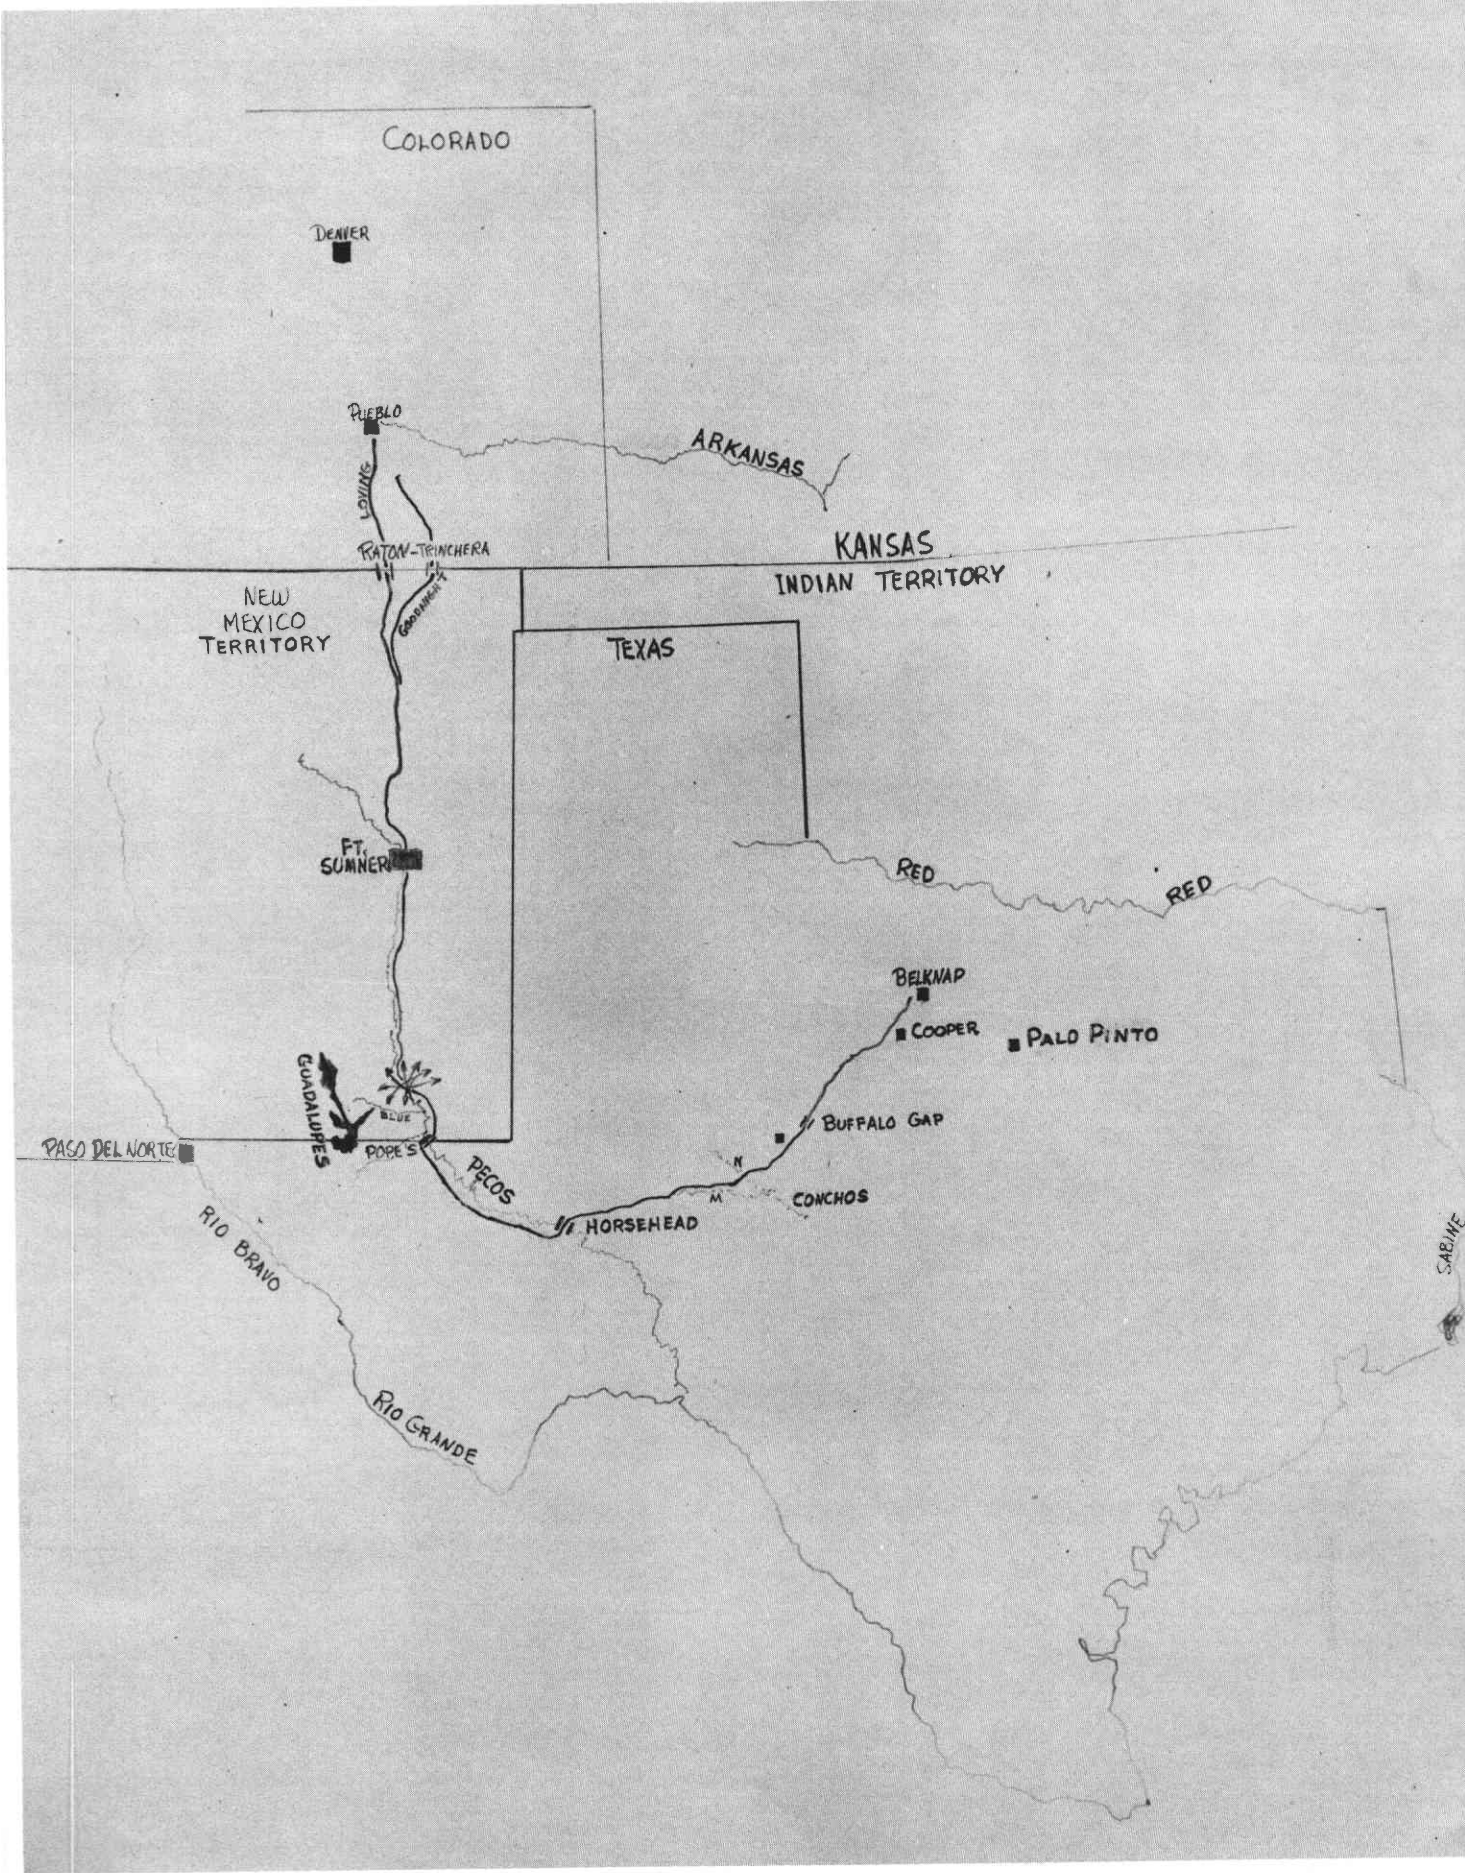 COLORADO
DENVER
PUEBLO
ARKANSAS
LOVING
RATON-TRINCHERA
KANSAS
INDIAN TERRITORY
GOODNIGHT
NEW
MEXICO
TERRITORY
TEXAS
FT.
SUMNER
RED
RED
BELKNAP
COOPER
PALO PINTO
GUADALUPES
BLUE
BUFFALO GAP
PASO DEL NORTE
POPE'S
PECOS
N
M
CONCHOS
HORSEHEAD
RIO BRAVO
SABINE
RIO GRANDE